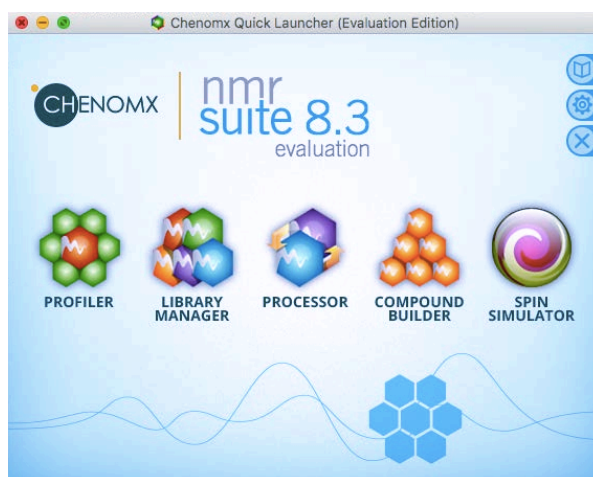 Chenomx Quick Launcher (Evaluation Edition)
CHENOMX
nmr
suite 8.3
evaluation
PROFILER
LIBRARY
MANAGER
PROCESSOR
COMPOUND
BUILDER
SPIN
SIMULATOR